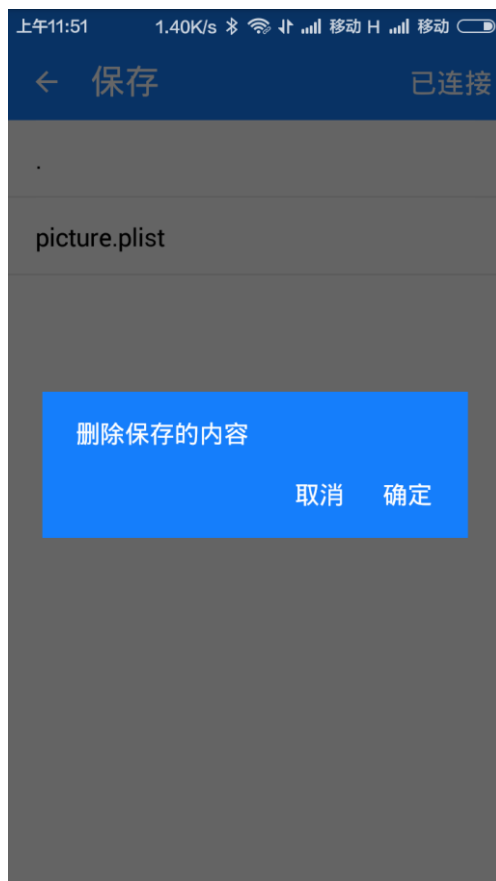 上午11:51 1.40K/s 移动 H 移动
保存 已连接
.
picture.plist
删除保存的内容
取消 确定